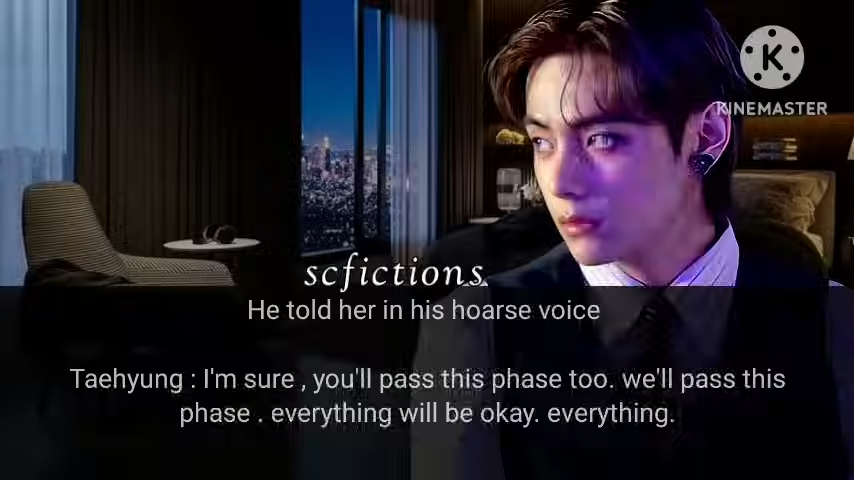 K
KINEMASTER
scfictions
He told her in his hoarse voice
Taehyung : I'm sure , you'll pass this phase too. we'll pass this
phase . everything will be okay. everything.